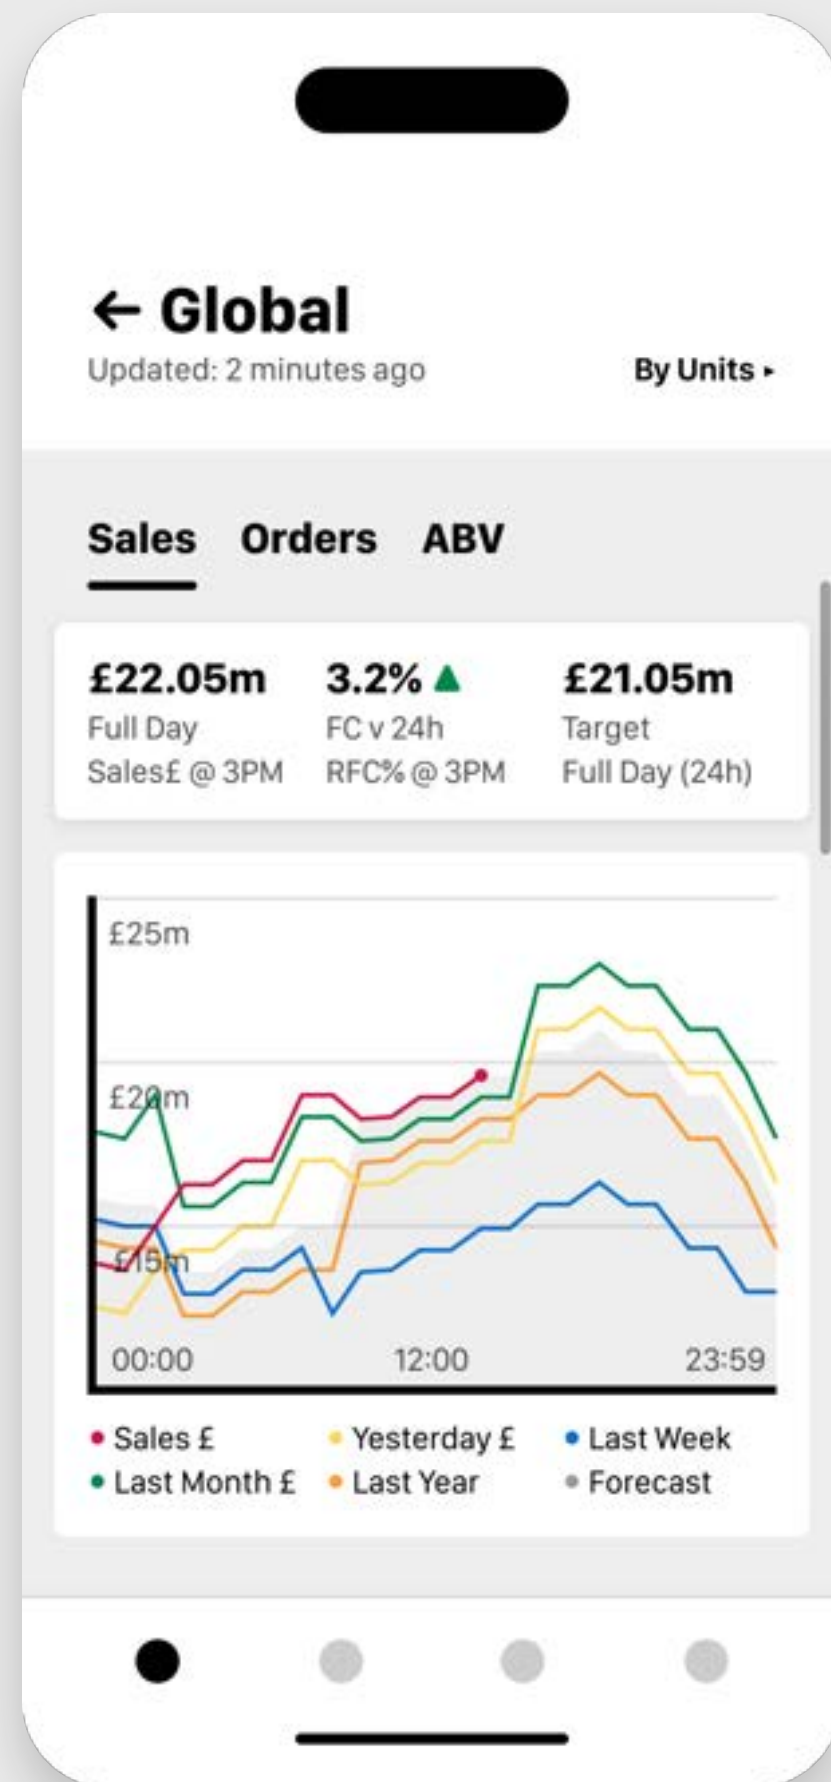 ← Global
Updated: 2 minutes ago
By Units ▸
Sales Orders ABV
£22.05m 3.2% ▲ £21.05m
Full Day FC v 24h Target
Sales£ @ 3PM RFC% @ 3PM Full Day (24h)
£25m
£20m
£15m
00:00 12:00 23:59
Sales £ Yesterday £ Last Week
Last Month £ Last Year Forecast